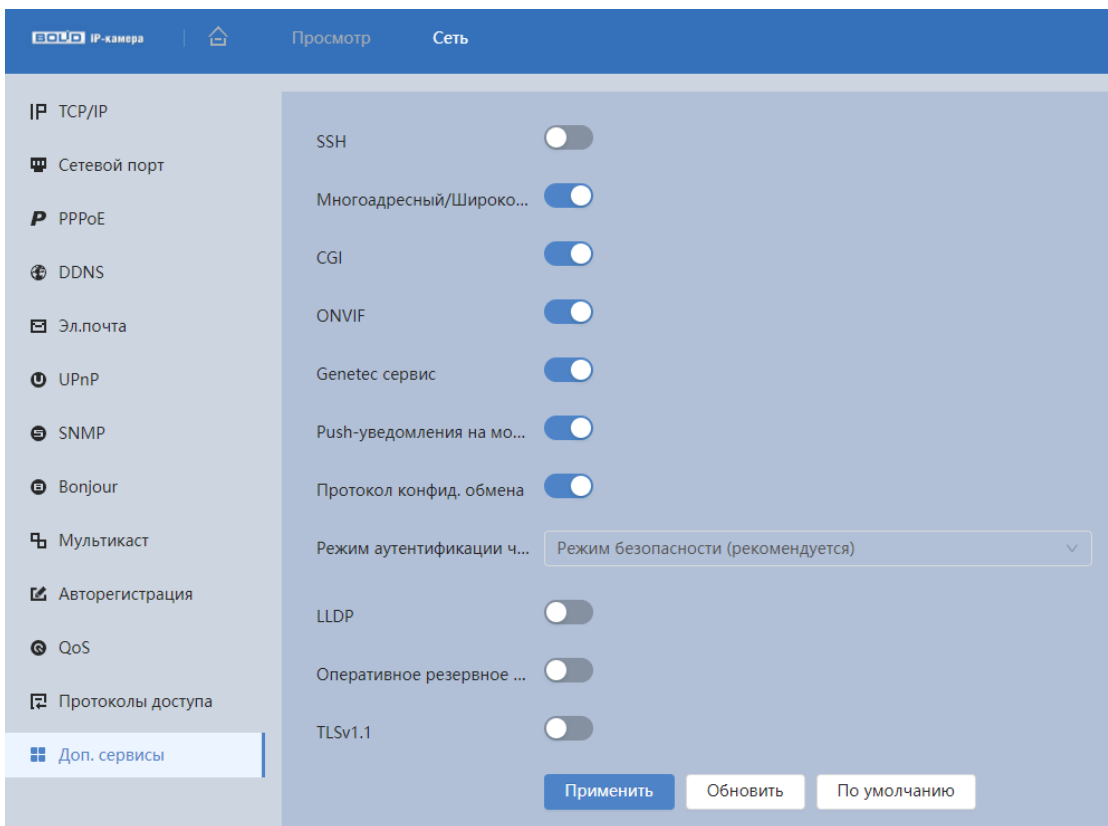 BOLID IP-камера
Просмотр
Сеть
TCP/IP
Сетевой порт
PPPoE
DDNS
Эл.почта
UPnP
SNMP
Bonjour
Мультикаст
Авторегистрация
QoS
Протоколы доступа
Доп. сервисы
SSH
Многоадресный/Широко...
CGI
ONVIF
Genetec сервис
Push-уведомления на мо...
Протокол конфид. обмена
Режим аутентификации ч...
Режим безопасности (рекомендуется)
LLDP
Оперативное резервное ...
TLSv1.1
Применить
Обновить
По умолчанию